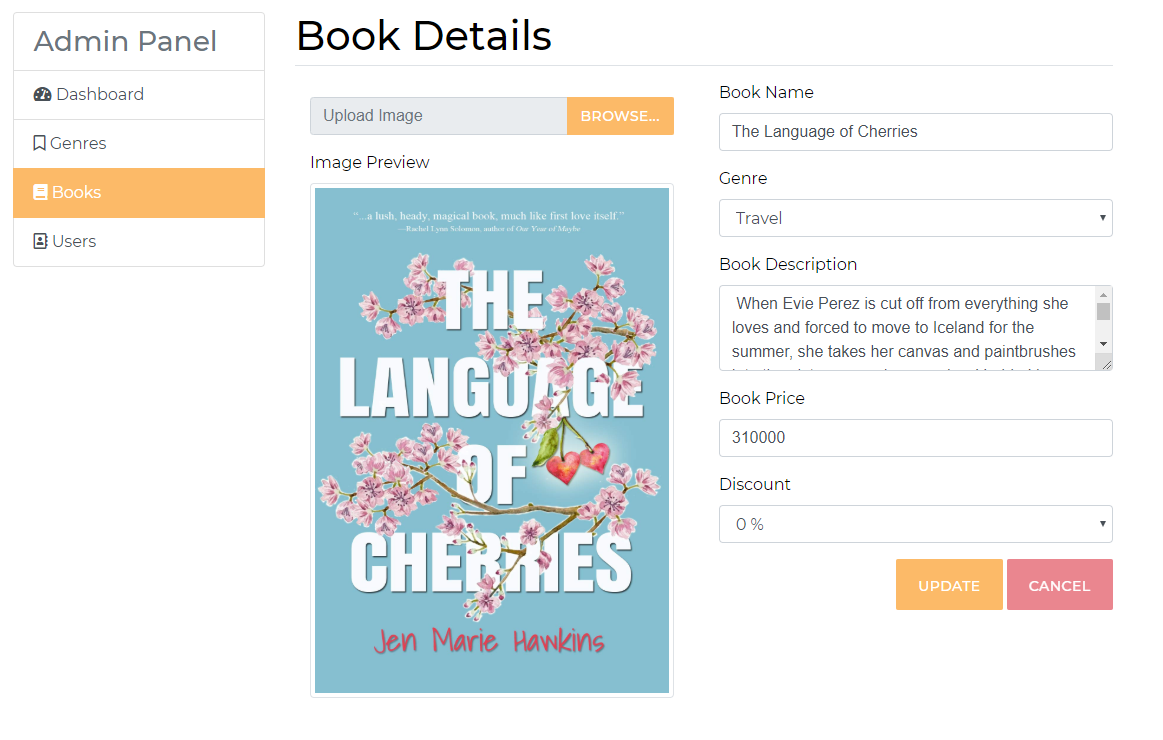 Admin Panel
Dashboard
Genres
Books
Users
Book Details
Upload Image
BROWSE...
Image Preview
“...a lush, heady, magical book, much like first love itself.”
—Rachel Lynn Solomon, author of Our Year of Maybe
THE
LANGUAGE
OF
CHERRIES
Jen Marie Hawkins
Book Name
The Language of Cherries
Genre
Travel
Book Description
When Evie Perez is cut off from everything she
loves and forced to move to Iceland for the
summer, she takes her canvas and paintbrushes
Book Price
310000
Discount
0 %
UPDATE
CANCEL